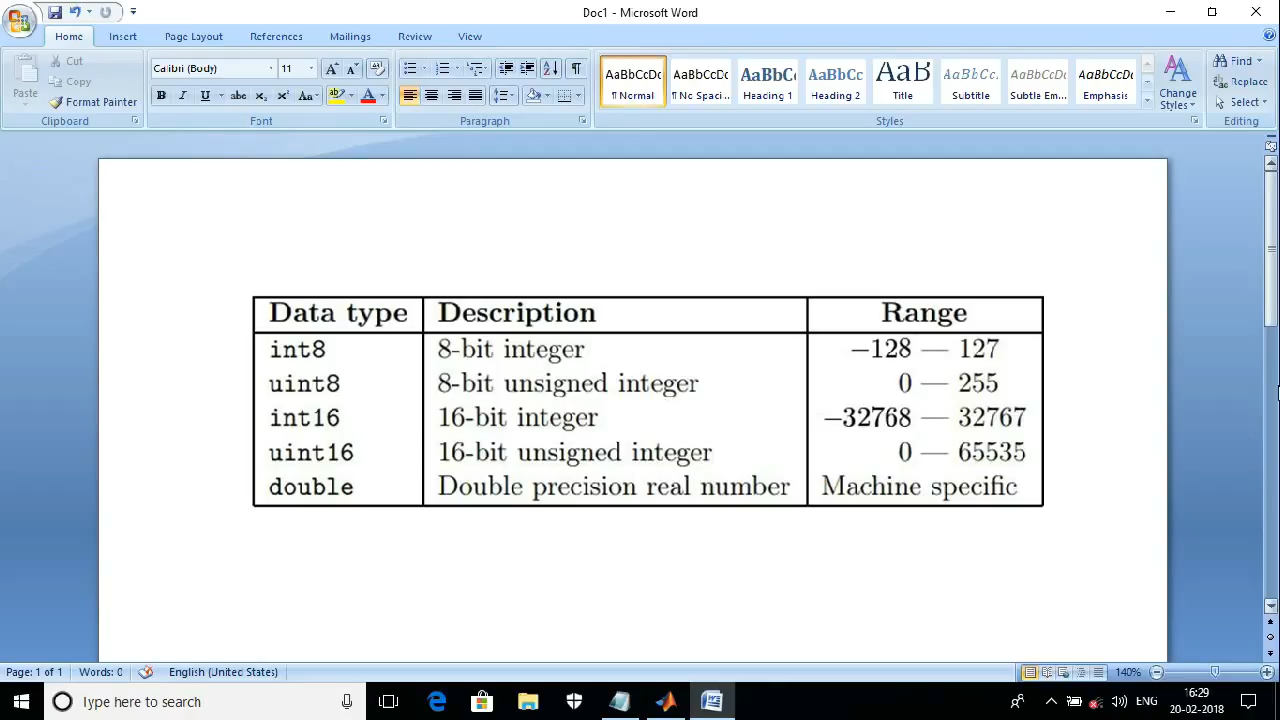 Doc1 - Microsoft Word
Home Insert Page Layout References Mailings Review View
Paste
Cut
Copy
Format Painter
Clipboard
Calibri (Body) 11
B I U abc x₂ x² Aa
Font
Paragraph
AaBbCcDc AaBbCcDc AaBbCc AaBbCc AaB AaBbCc. AaBbCcDc AaBbCcDc
¶ Normal ¶ No Spaci... Heading 1 Heading 2 Title Subtitle Subtle Em... Emphasis
Change Styles
Styles
Find
Replace
Select
Editing
Data type Description Range
int8 8-bit integer −128 — 127
uint8 8-bit unsigned integer 0 — 255
int16 16-bit integer −32768 — 32767
uint16 16-bit unsigned integer 0 — 65535
double Double precision real number Machine specific
Page: 1 of 1 Words: 0 English (United States) 140%
Type here to search
ENG 16:29
20-02-2018